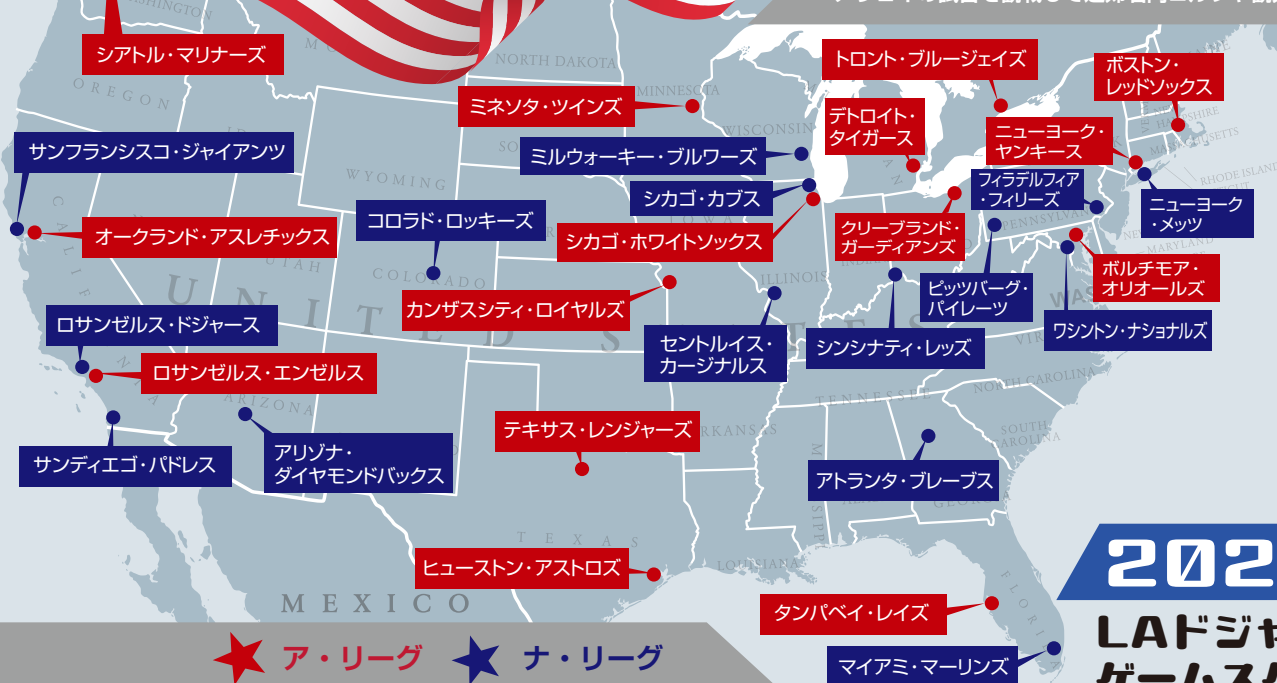 WASHINGTON
シアトル・マリナーズ
NORTH DAKOTA
トロント・ブルージェイズ
ボストン・
レッドソックス
OREGON
ミネソタ・ツインズ
MINNESOTA
デトロイト・
タイガース
ニューヨーク・
ヤンキース
HAMPSHIRE
MASSACHUSETTS
WISCONSIN
サンフランシスコ・ジャイアンツ
ミルウォーキー・ブルワーズ
RHODE ISLAND
WYOMING
シカゴ・カブス
フィラデルフィア
・フィリーズ
ニューヨーク
・メッツ
コロラド・ロッキーズ
IOWA
PENNSYLVAN
オークランド・アスレチックス
シカゴ・ホワイトソックス
クリーブランド・
ガーディアンズ
MARYLAND
UTAH
COLORADO
ILLINOIS
ボルチモア・
オリオールズ
カンザスシティ・ロイヤルズ
ピッツバーグ・
パイレーツ
WAS
UNITED S TES
ロサンゼルス・ドジャース
セントルイス・
カージナルス
シンシナティ・レッズ
ワシントン・ナショナルズ
VIR
ロサンゼルス・エンゼルス
ARIZONA
TENNESSEE
NORTH CAROLINA
テキサス・レンジャーズ
RKANSAS
SOUTH
CAROLINA
サンディエゴ・パドレス
アリゾナ・
ダイヤモンドバックス
アトランタ・ブレーブス
GEORGIA
TEXAS
ヒューストン・アストロズ
LOUISIANA
202
MEXICO
タンパベイ・レイズ
FLORI
LAドジャ
マイアミ・マーリンズ
ア・リーグ
ナ・リーグ